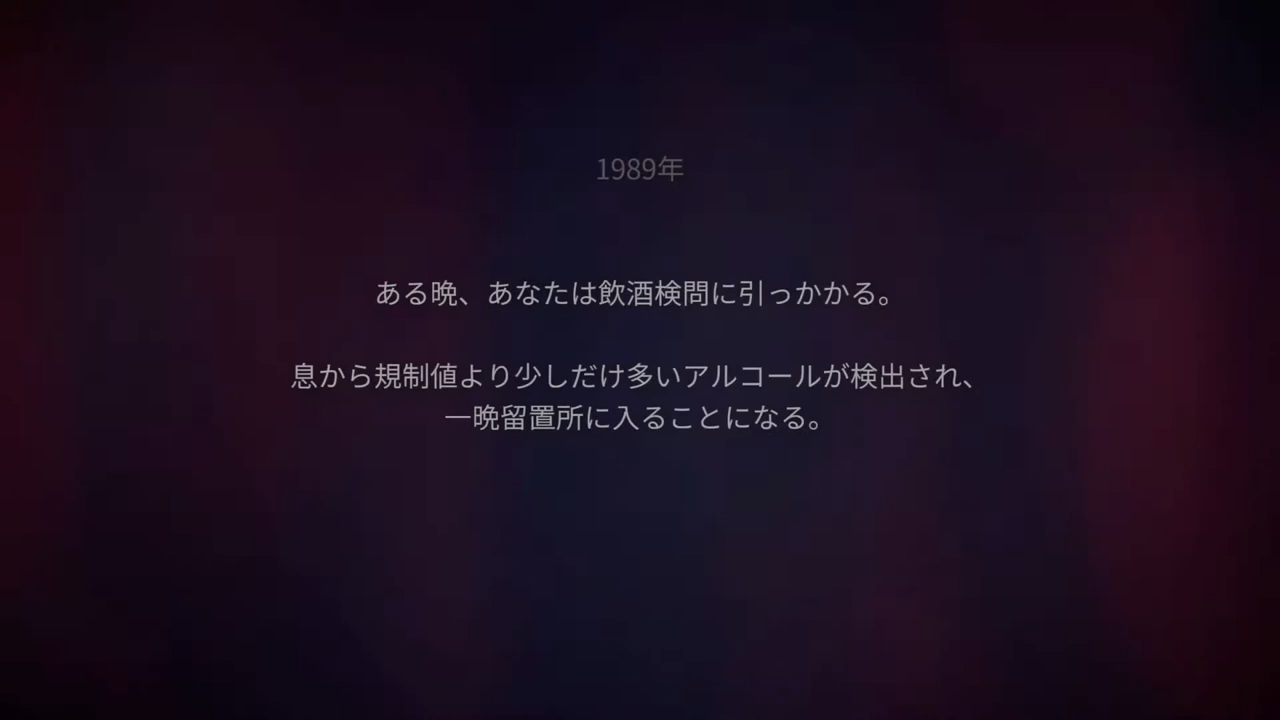 1989年
ある晩、あなたは飲酒検問に引っかかる。
息から規制値より少しだけ多いアルコールが検出され、
一晩留置所に入ることになる。